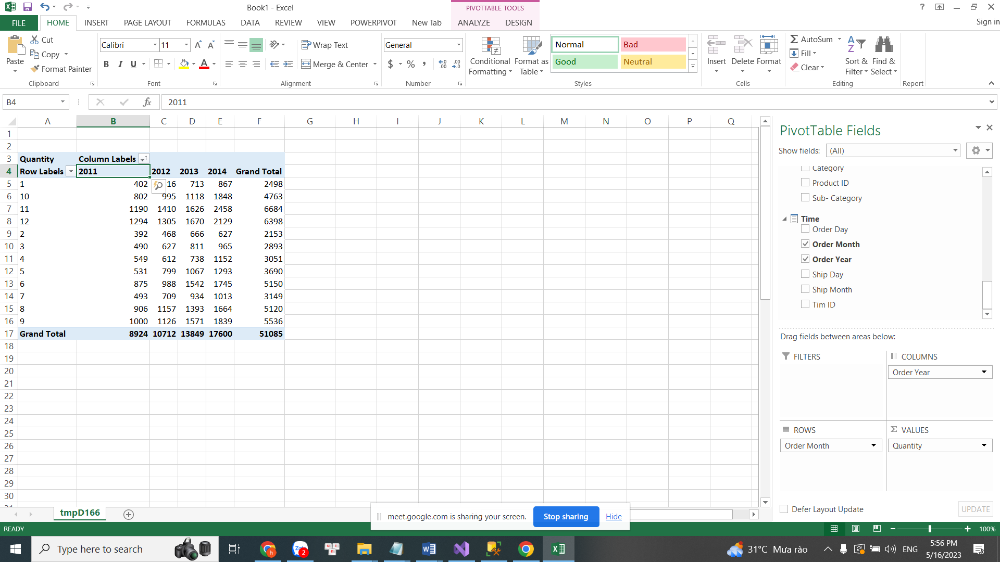 Book1 - Excel
PIVOTTABLE TOOLS
?
Sign in
FILE HOME INSERT PAGE LAYOUT FORMULAS DATA REVIEW VIEW POWERPIVOT New Tab ANALYZE DESIGN
Paste
Cut
Copy
Format Painter
Clipboard
Calibri 11
B I U
Font
Wrap Text
Merge & Center
Alignment
General
$ % ,
Number
Conditional Formatting
Format as Table
Normal Bad
Good Neutral
Styles
Insert Delete Format
Cells
AutoSum
Fill
Clear
Sort & Filter
Find & Select
Editing
Report
B4 fx 2011
A B C D E F G H I J K L M N O P Q
1
2
3 Quantity Column Labels
4 Row Labels 2011 2012 2013 2014 Grand Total
5 1 402 16 713 867 2498
6 10 802 995 1118 1848 4763
7 11 1190 1410 1626 2458 6684
8 12 1294 1305 1670 2129 6398
9 2 392 468 666 627 2153
10 3 490 627 811 965 2893
11 4 549 612 738 1152 3051
12 5 531 799 1067 1293 3690
13 6 875 988 1542 1745 5150
14 7 493 709 934 1013 3149
15 8 906 1157 1393 1664 5120
16 9 1000 1126 1571 1839 5536
17 Grand Total 8924 10712 13849 17600 51085
18
19
20
21
22
23
24
25
26
27
28
29
30
31
PivotTable Fields
Show fields: (All)
Category
Product ID
Sub- Category
Time
Order Day
Order Month
Order Year
Ship Day
Ship Month
Tim ID
Drag fields between areas below:
FILTERS
COLUMNS
Order Year
ROWS
Order Month
VALUES
Quantity
Defer Layout Update UPDATE
tmpD166
meet.google.com is sharing your screen. Stop sharing Hide
READY
100%
Type here to search
2
31°C Mưa rào
ENG
5:56 PM
5/16/2023